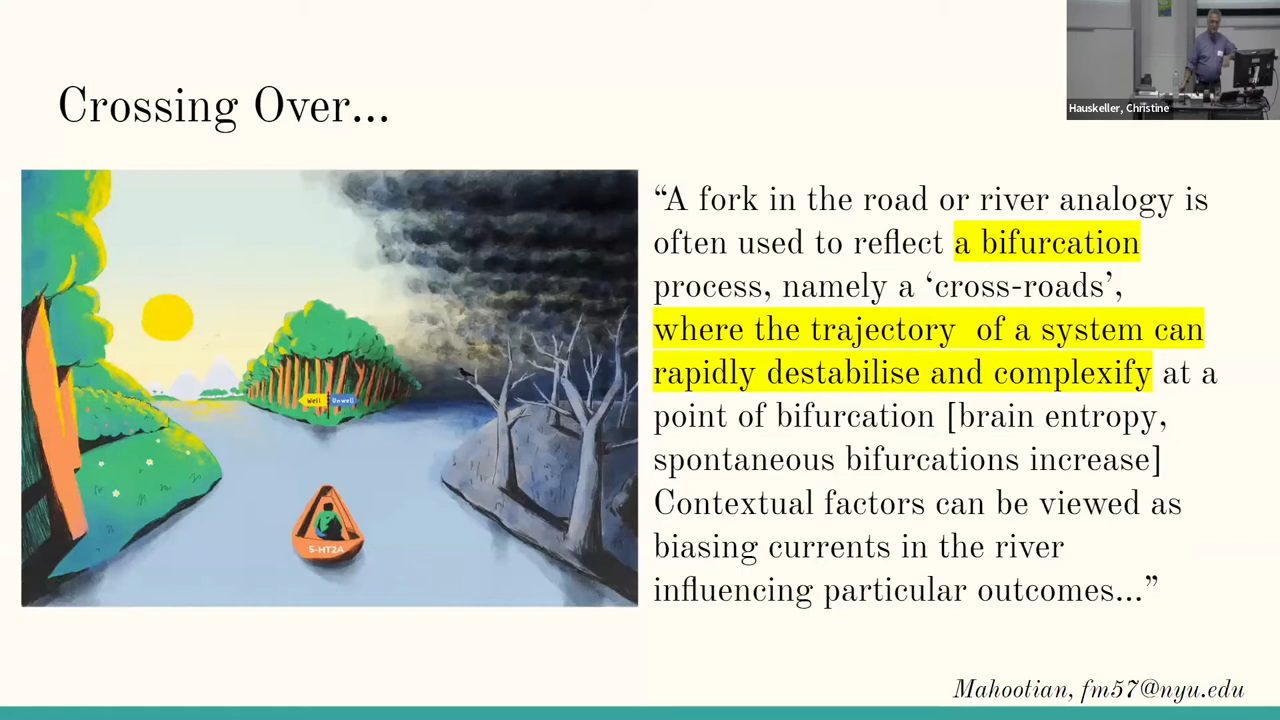 Crossing Over...
Hauskeller, Christine
“A fork in the road or river analogy is
often used to reflect a bifurcation
process, namely a ‘cross-roads’,
where the trajectory of a system can
rapidly destabilise and complexify at a
point of bifurcation [brain entropy,
spontaneous bifurcations increase]
Contextual factors can be viewed as
biasing currents in the river
influencing particular outcomes...”
Well
Unwell
5-HT2A
Mahootian, fm57@nyu.edu